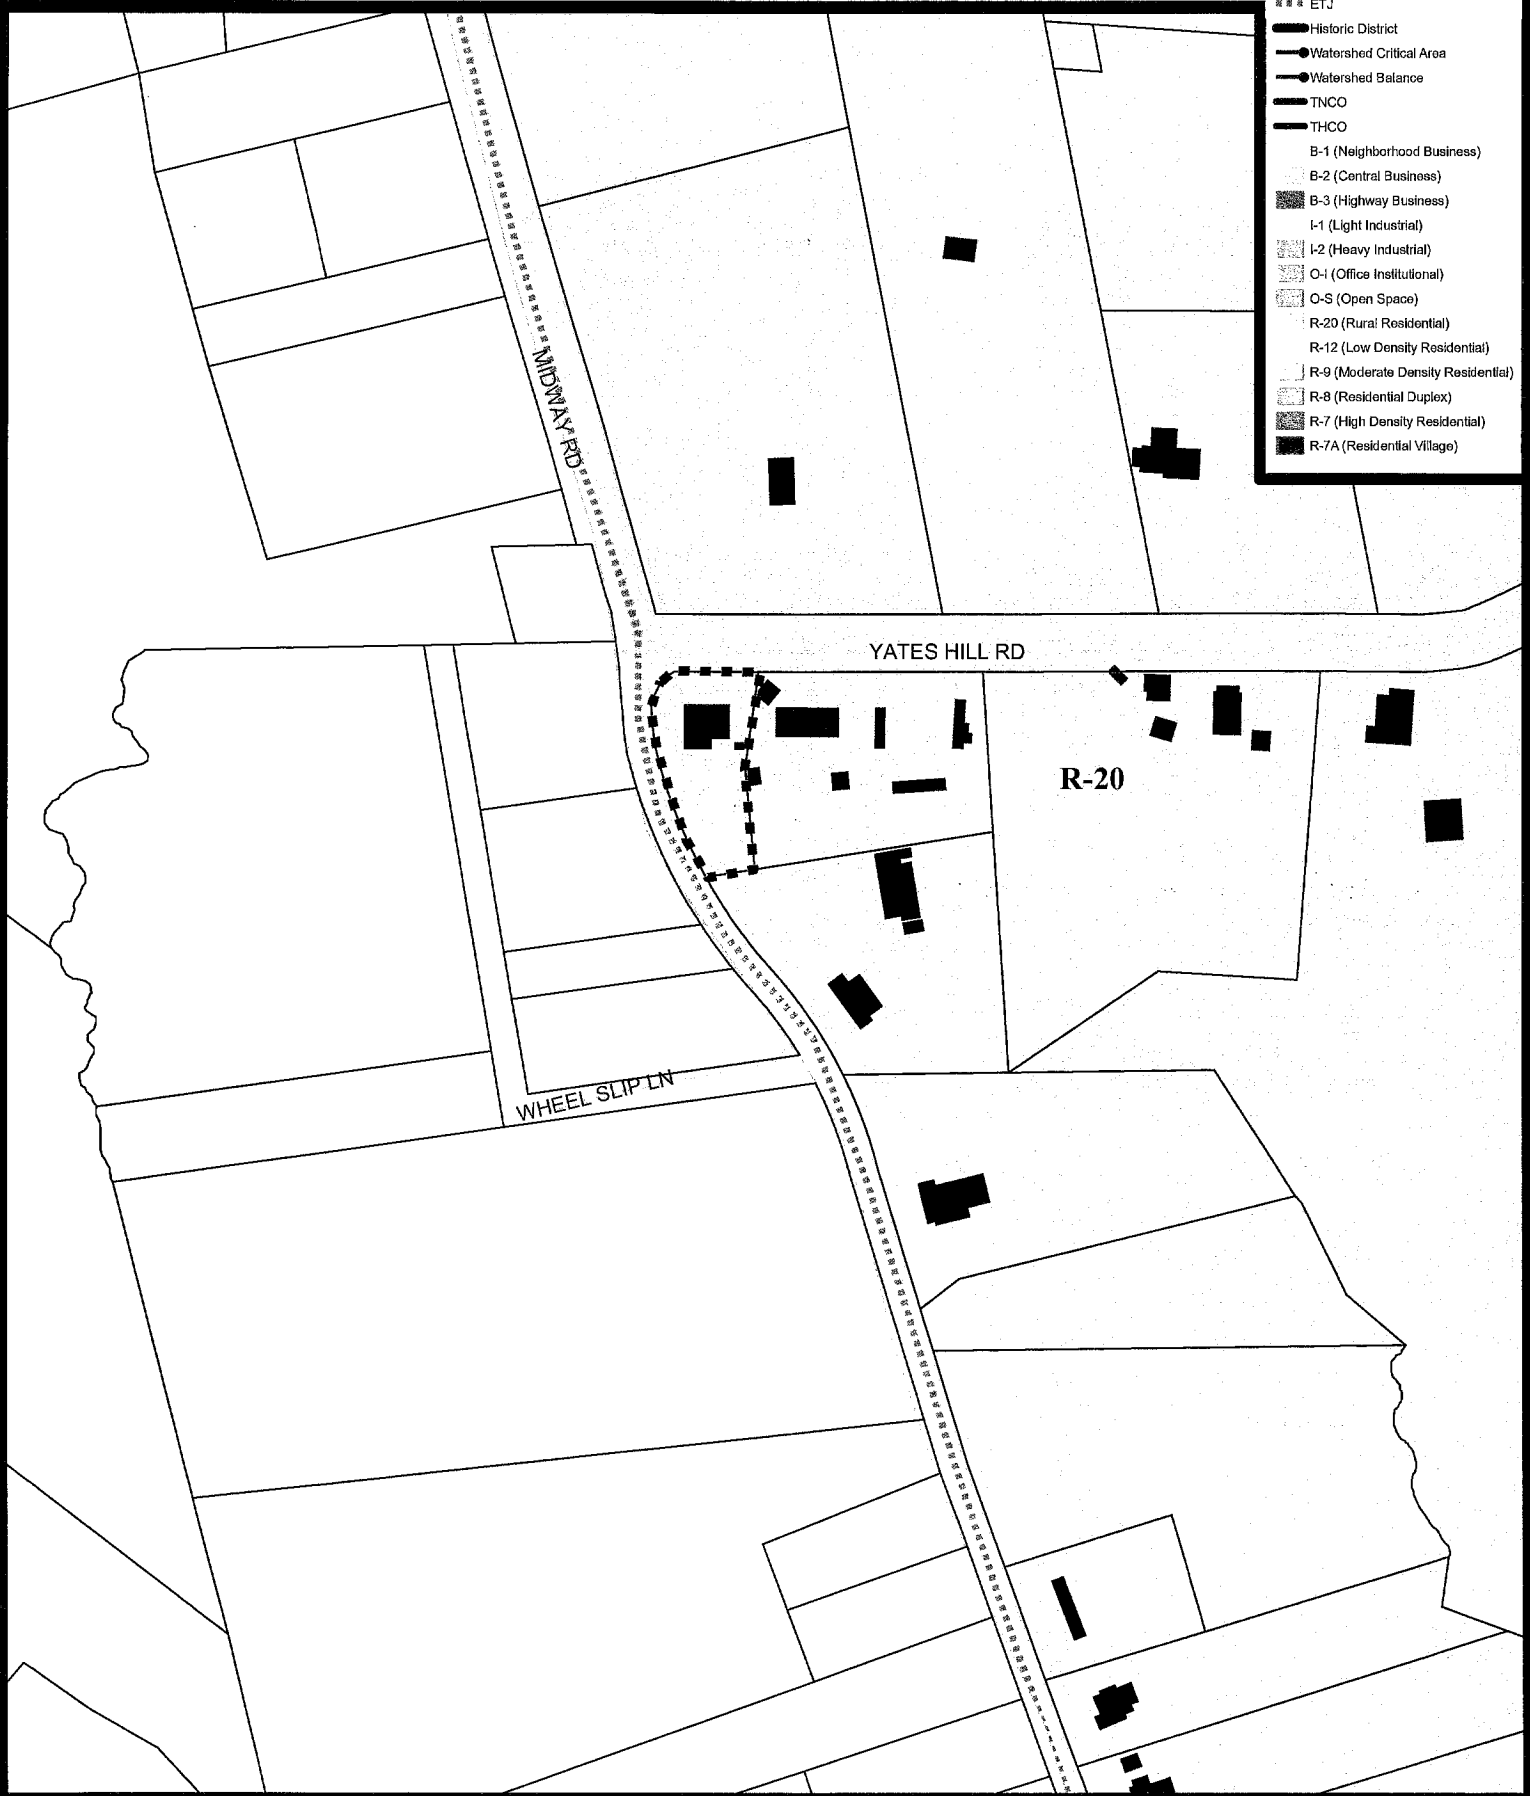 ETJ
Historic District
Watershed Critical Area
Watershed Balance
TNCO
THCO
B-1 (Neighborhood Business)
B-2 (Central Business)
B-3 (Highway Business)
I-1 (Light Industrial)
I-2 (Heavy Industrial)
O-I (Office Institutional)
O-S (Open Space)
R-20 (Rural Residential)
R-12 (Low Density Residential)
R-9 (Moderate Density Residential)
R-8 (Residential Duplex)
R-7 (High Density Residential)
R-7A (Residential Village)
MIDWAY RD
YATES HILL RD
R-20
WHEEL SLIP LN